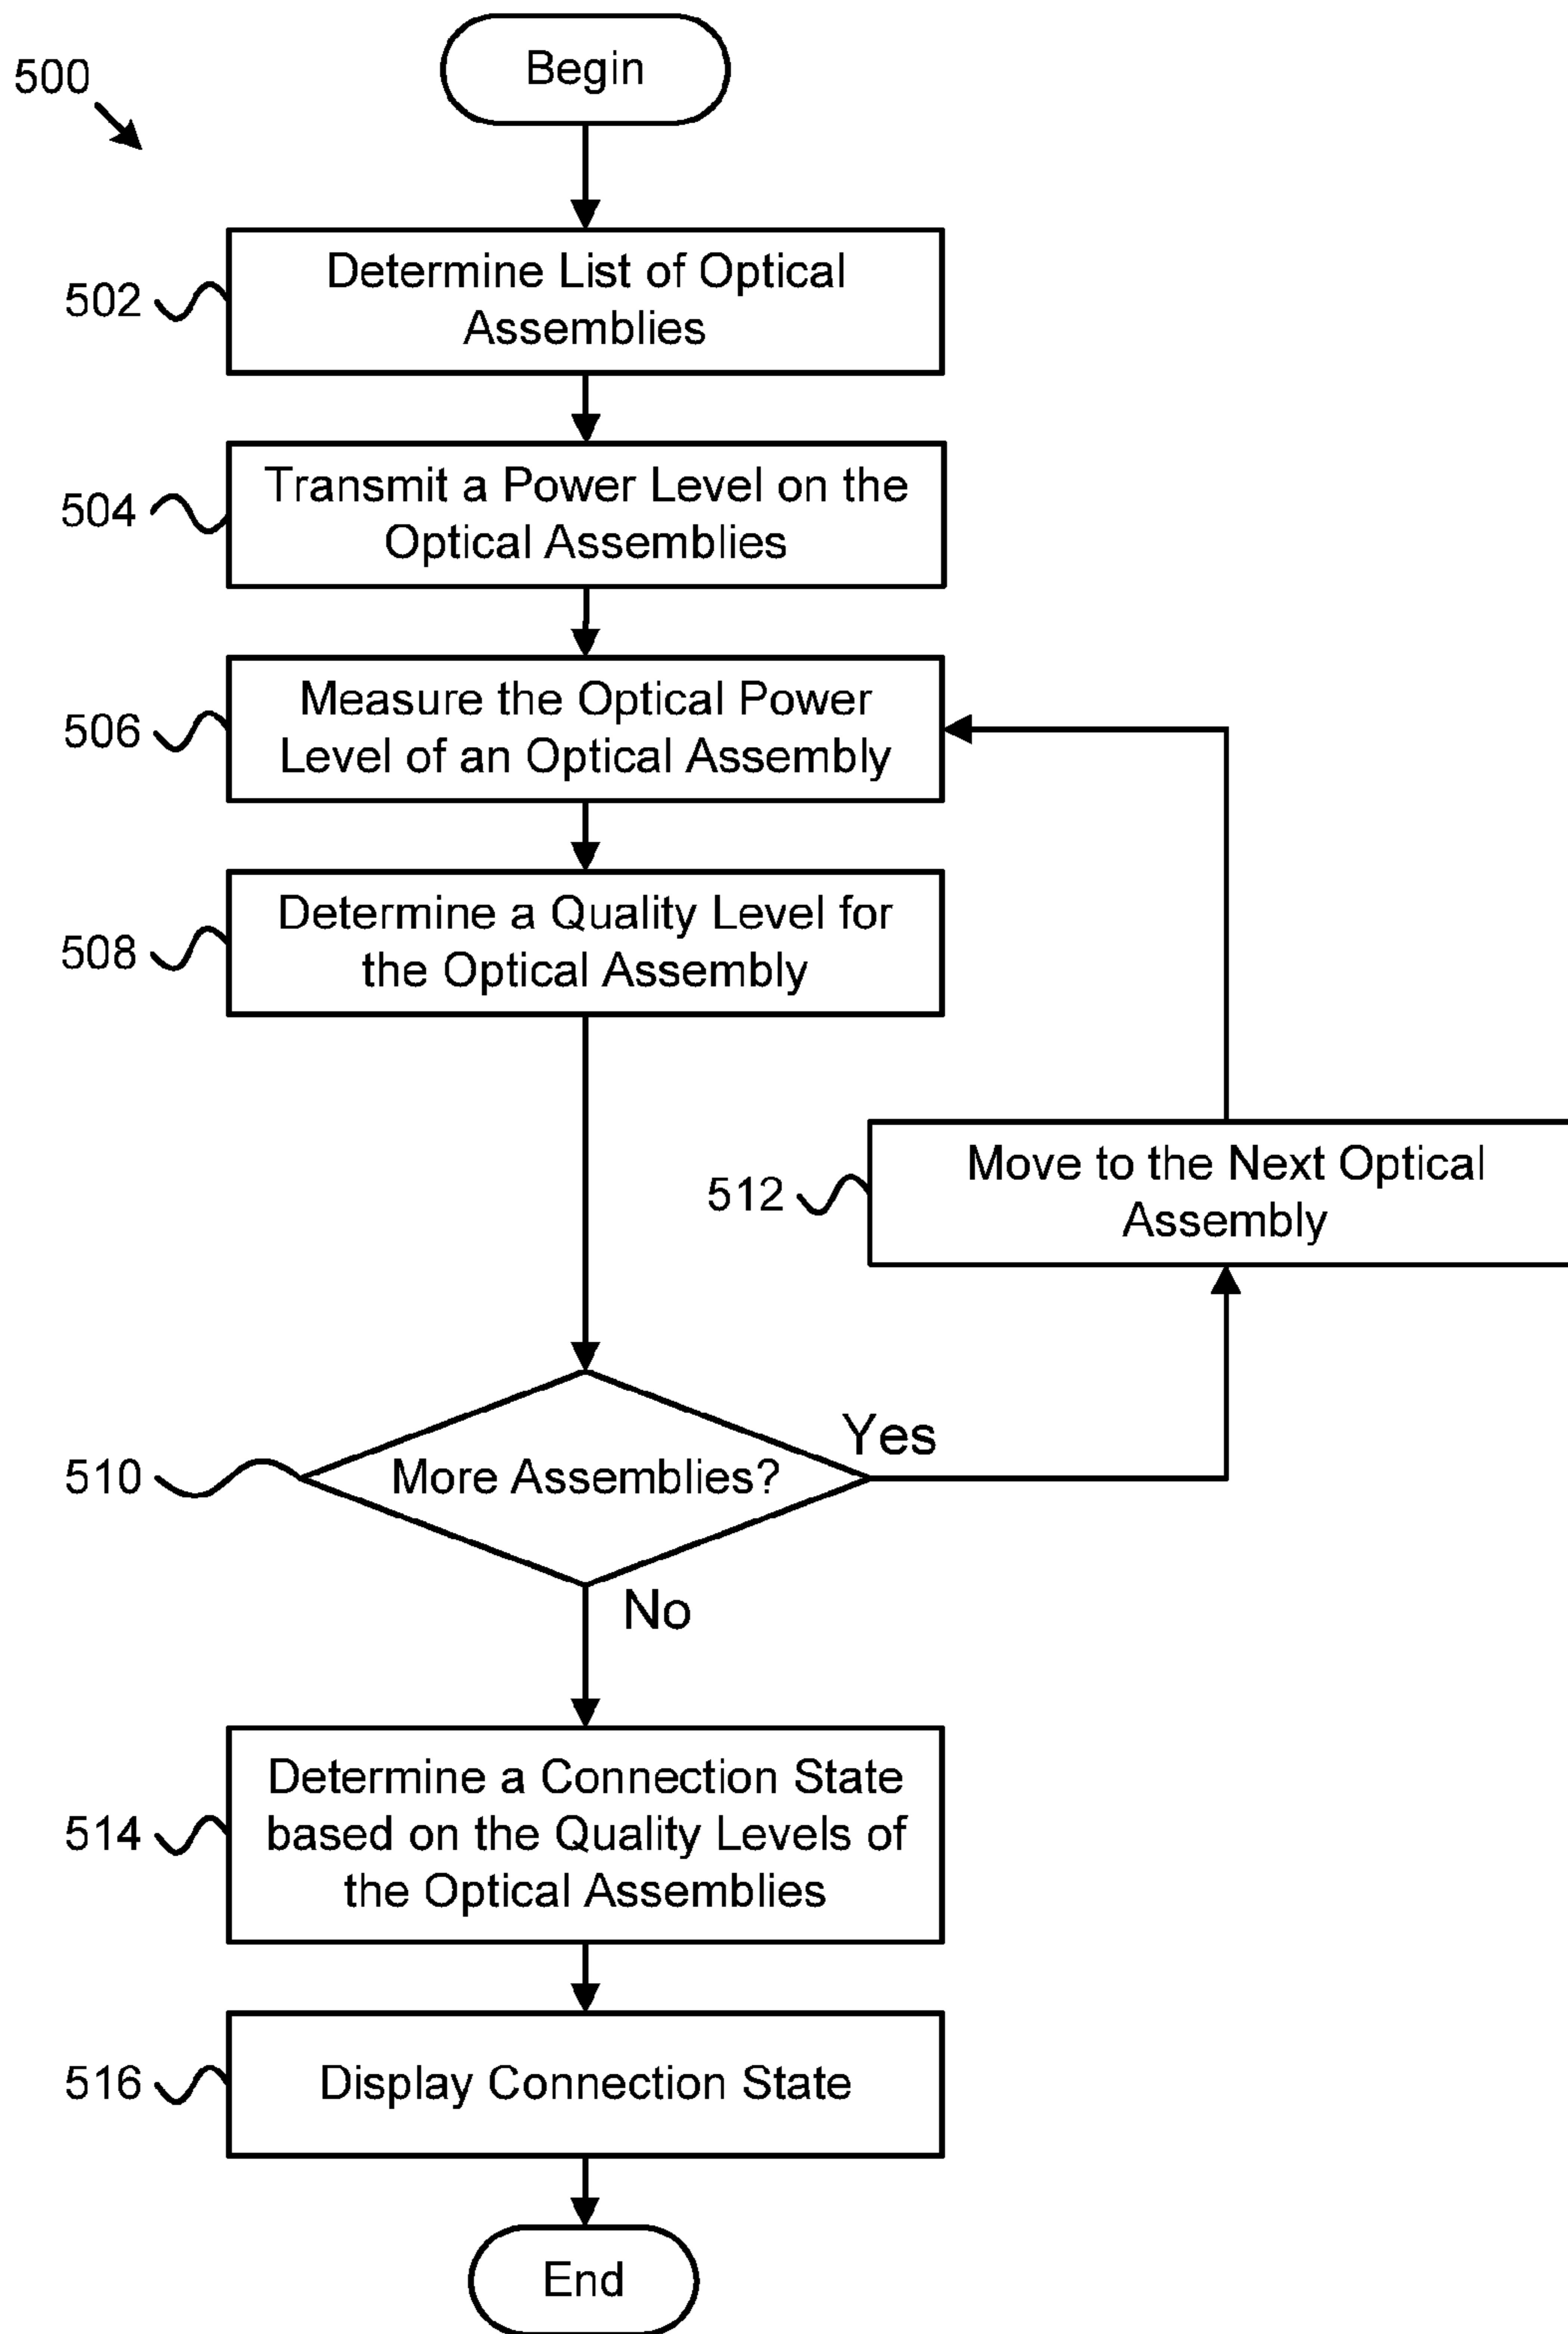 500
Begin
502
Determine List of Optical
Assemblies
504
Transmit a Power Level on the
Optical Assemblies
506
Measure the Optical Power
Level of an Optical Assembly
508
Determine a Quality Level for
the Optical Assembly
512
Move to the Next Optical
Assembly
510
More Assemblies?
Yes
No
514
Determine a Connection State
based on the Quality Levels of
the Optical Assemblies
516
Display Connection State
End